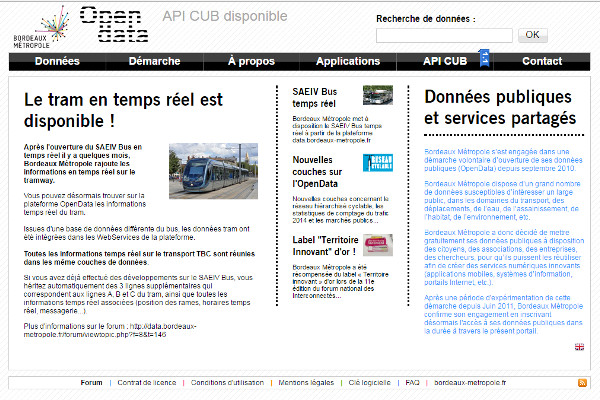 BORDEAUX
MÉTROPOLE
Open
data
API CUB disponible
Recherche de données :
OK
Données
Démarche
À propos
Applications
API CUB
Contact
Le tram en temps réel est
disponible !
Après l'ouverture du SAEIV Bus en
temps réel il y a quelques mois,
Bordeaux Métropole rajoute les
informations en temps réel sur le
tramway.
Vous pouvez désormais trouver sur la
plateforme OpenData les informations
temps réel du tram.
Issues d'une base de données différente du bus, les données tram ont
été intégrées dans les WebServices de la plateforme.
Toutes les informations temps réel sur le transport TBC sont réunies
dans les même couches de données.
Si vous avez déjà effectué des développements sur le SAEIV Bus, vous
héritez automatiquement des 3 lignes supplémentaires qui
correspondent aux lignes A, B et C du tram, ainsi que toutes les
informations temps réel associées (position des rames, horaires temps
réel, messagerie...)
Plus d'informations sur le forum : http://data.bordeaux-
metropole.fr/forum/viewtopic.php?f=8&t=146
SAEIV Bus
temps réel
Bordeaux Métropole met à
disposition le SAEIV Bus temps
réel à partir de la plateforme
data.bordeaux-metropole.fr
Nouvelles
couches sur
l'OpenData
Nouvelles couches concernant le
réseau hiérarchisé cyclable, les
statistiques de comptage du trafic
2014 et les marchés publics...
Label "Territoire
Innovant" d'or !
Bordeaux Métropole a été
récompensée du label « Territoire
innovant » d'or lors de la 11e
édition du forum national des
Interconnectés...
Données publiques
et services partagés
Bordeaux Métropole s'est engagée dans une
démarche volontaire d'ouverture de ses données
publiques (OpenData) depuis septembre 2010.
Bordeaux Métropole dispose d'un grand nombre
de données susceptibles d'intéresser un large
public, dans les domaines du transport, des
déplacements, de l'eau, de l'assainissement, de
l'habitat, de l'environnement, etc.
Bordeaux Métropole a donc décidé de mettre
gratuitement ses données publiques à disposition
des citoyens, des associations, des entreprises,
des chercheurs, pour qu'ils puissent les réutiliser
afin de créer des services numériques innovants
(applications mobiles, systèmes d'information,
portails Internet, etc.).
Après une période d'expérimentation de cette
démarche depuis Juin 2011, Bordeaux Métropole
confirme son engagement en inscrivant
désormais l'accès à ses données publiques dans
la durée à travers le présent portail.
Forum | Contrat de licence | Conditions d'utilisation | Mentions légales | Clé logicielle | FAQ | bordeaux-metropole.fr